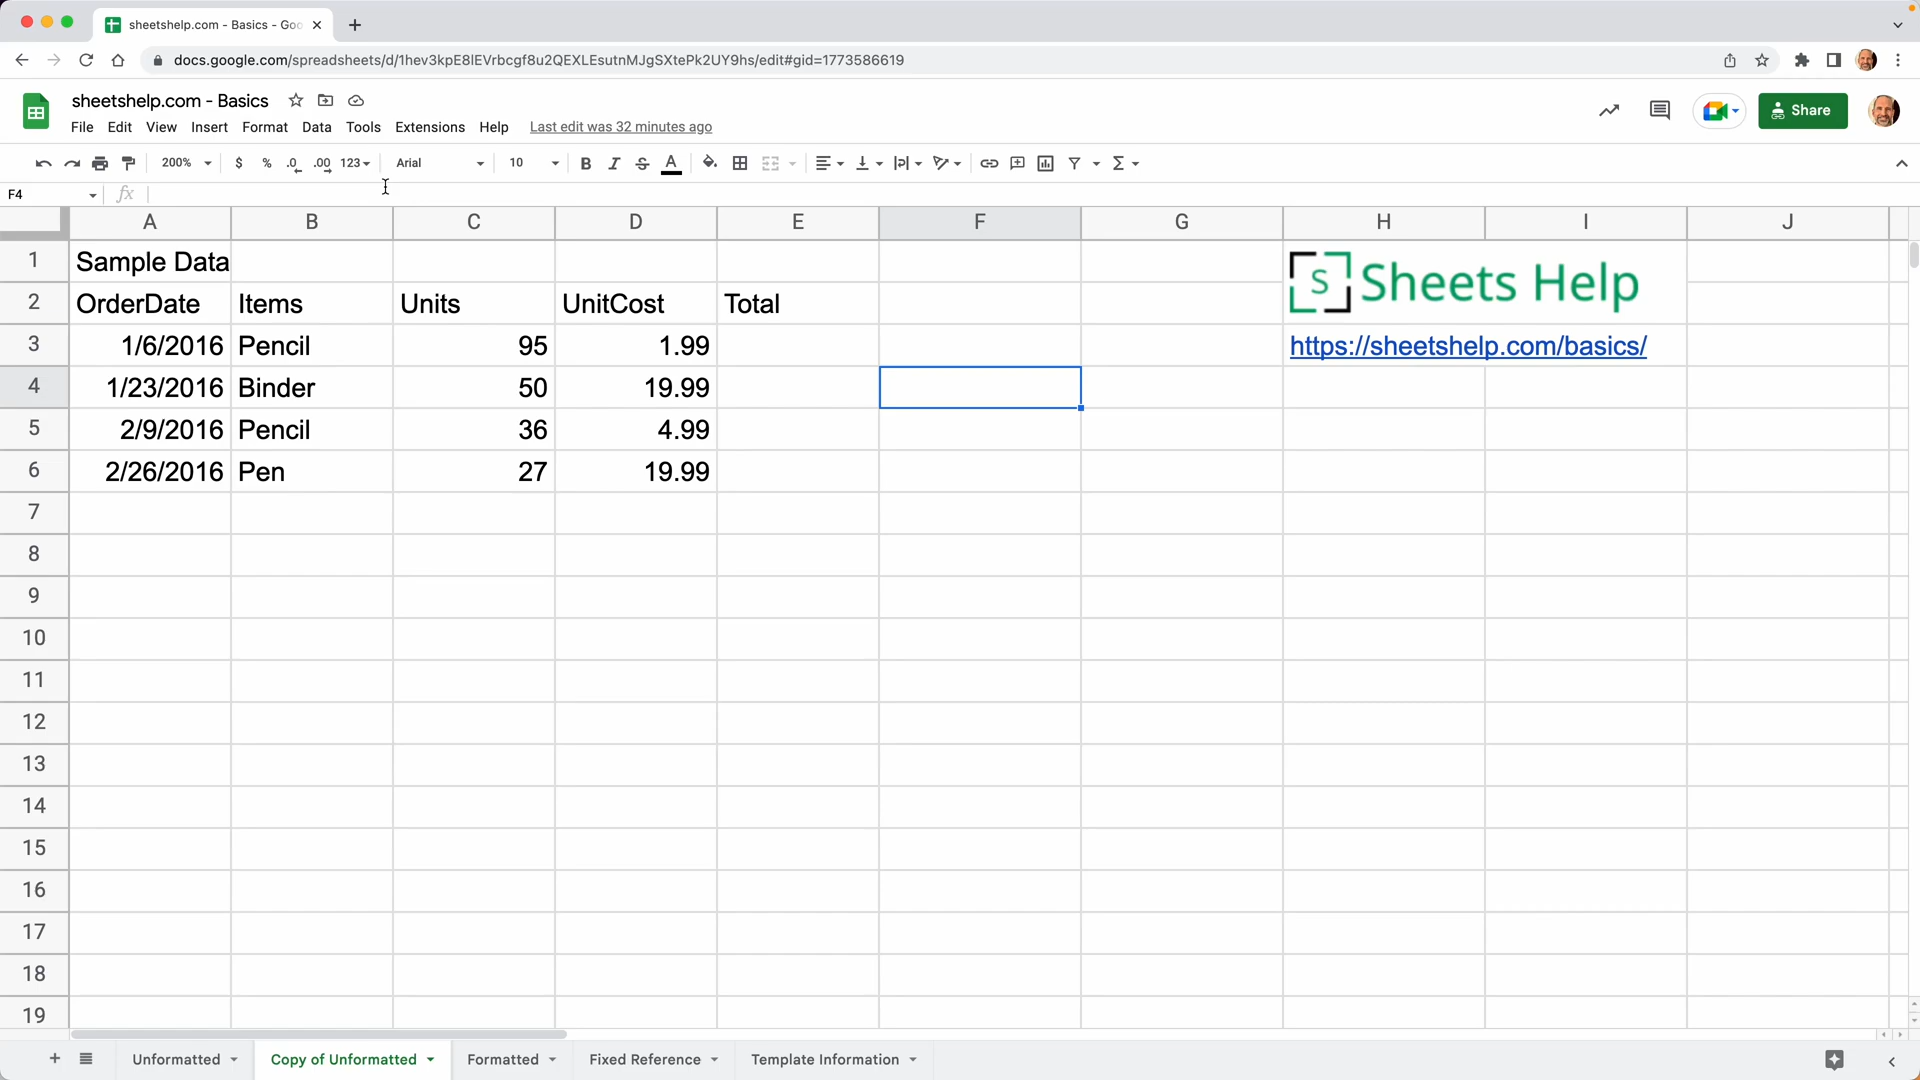 sheetshelp.com - Basics - Goo
docs.google.com/spreadsheets/d/1hev3kpE8lEVrbcgf8u2QEXLEsutnMJgSXtePk2UY9hs/edit#gid=1773586619
sheetshelp.com - Basics
File Edit View Insert Format Data Tools Extensions Help Last edit was 32 minutes ago
Share
200% $ % .0 .00 123 Arial 10 B I S A
F4 fx
A B C D E F G H I J
1 Sample Data
S Sheets Help
2 OrderDate Items Units UnitCost Total
3 1/6/2016 Pencil 95 1.99 https://sheetshelp.com/basics/
4 1/23/2016 Binder 50 19.99
5 2/9/2016 Pencil 36 4.99
6 2/26/2016 Pen 27 19.99
7
8
9
10
11
12
13
14
15
16
17
18
19
Unformatted Copy of Unformatted Formatted Fixed Reference Template Information